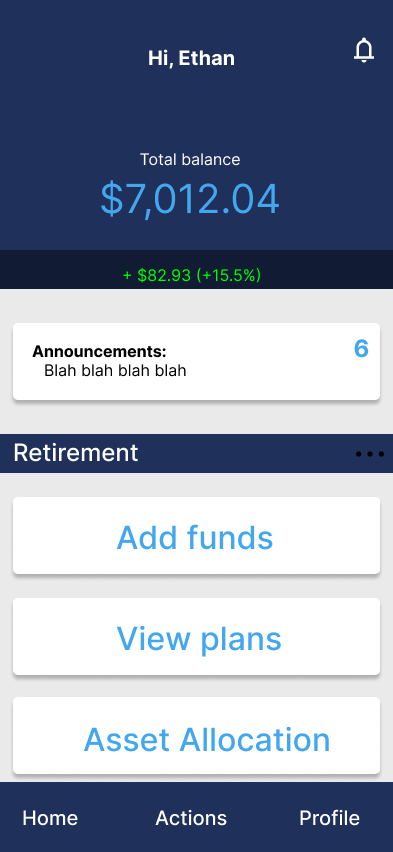 Hi, Ethan
Total balance
$7,012.04
+ $82.93 (+15.5%)
Announcements:
6
Blah blah blah blah
Retirement
Add funds
View plans
Asset Allocation
Home Actions Profile